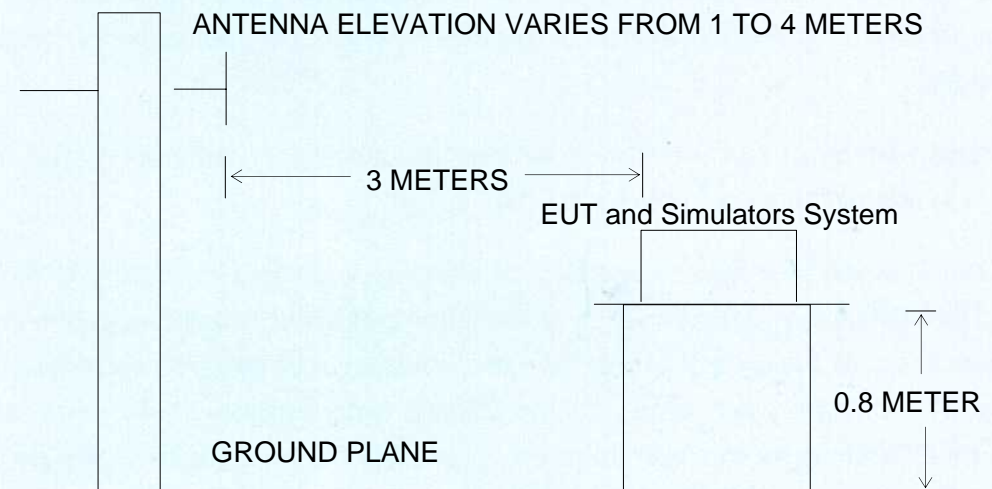 ANTENNA ELEVATION VARIES FROM 1 TO 4 METERS
3 METERS
EUT and Simulators System
0.8 METER
GROUND PLANE